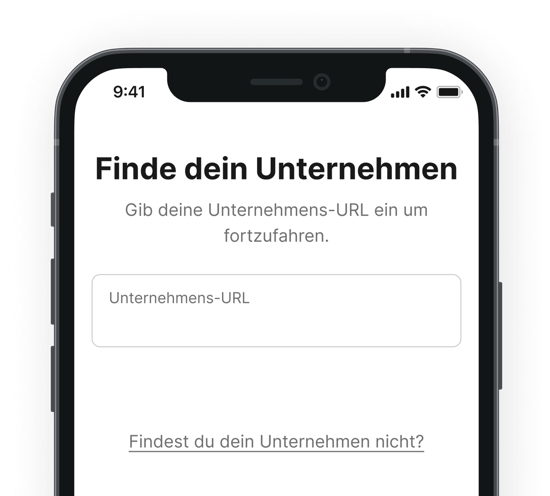 9:41
Finde dein Unternehmen
Gib deine Unternehmens-URL ein um
fortzufahren.
Unternehmens-URL
Findest du dein Unternehmen nicht?